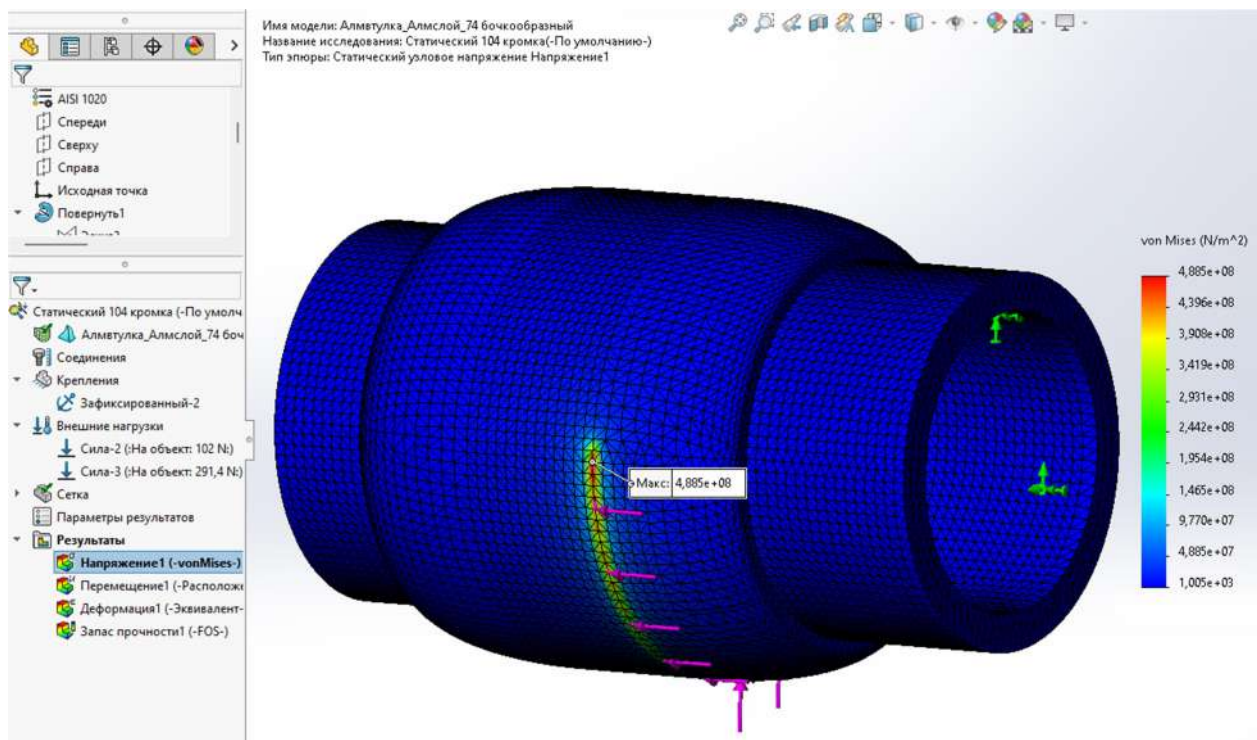 Имя модели: Алмвтулка_Алмслой_74 бочкообразный
Название исследования: Статический 104 кромка(-По умолчанию-)
Тип эпюры: Статический узловое напряжение Напряжение1
AISI 1020
Спереди
Сверху
Справа
Исходная точка
Повернуть1
Статический 104 кромка (-По умолч
Алмвтулка_Алмслой_74 боч
Соединения
Крепления
Зафиксированный-2
Внешние нагрузки
Сила-2 (:На объект: 102 N:)
Сила-3 (:На объект: 291,4 N:)
Сетка
Параметры результатов
Результаты
Напряжение1 (-vonMises-)
Перемещение1 (-Расположе
Деформация1 (-Эквивалент-
Запас прочности1 (-FOS-)
Макс: 4,885e+08
von Mises (N/m^2)
4,885e+08
4,396e+08
3,908e+08
3,419e+08
2,931e+08
2,442e+08
1,954e+08
1,465e+08
9,770e+07
4,885e+07
1,005e+03